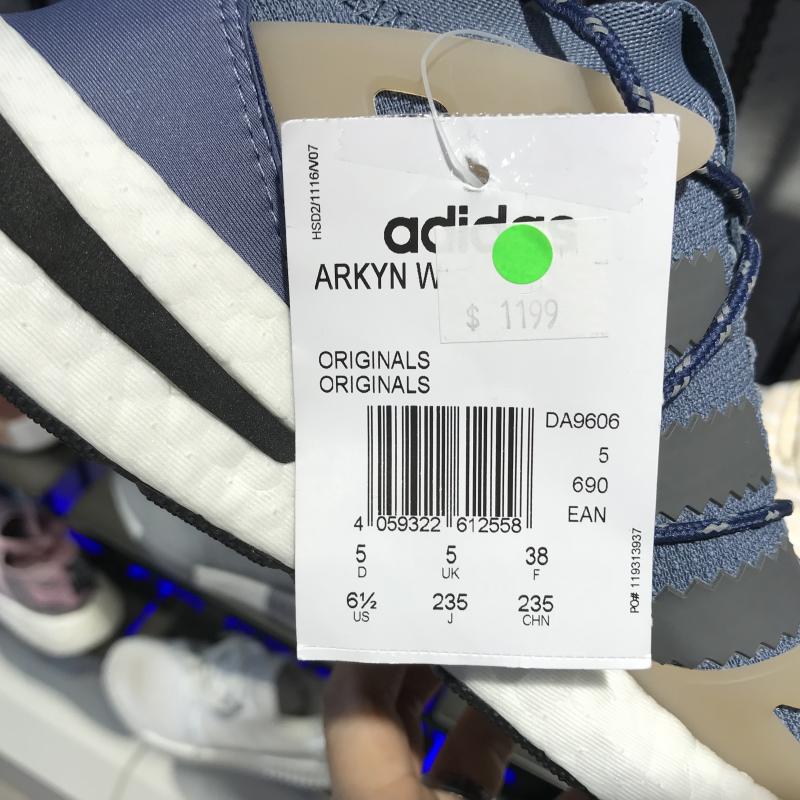 HSD2/1116/V07
adidas
ARKYN W
$ 1199
ORIGINALS
ORIGINALS
DA9606
5
690
EAN
4 059322 612558
5 5 38
D UK F
6½ 235 235
US J CHN
PO# 119313937